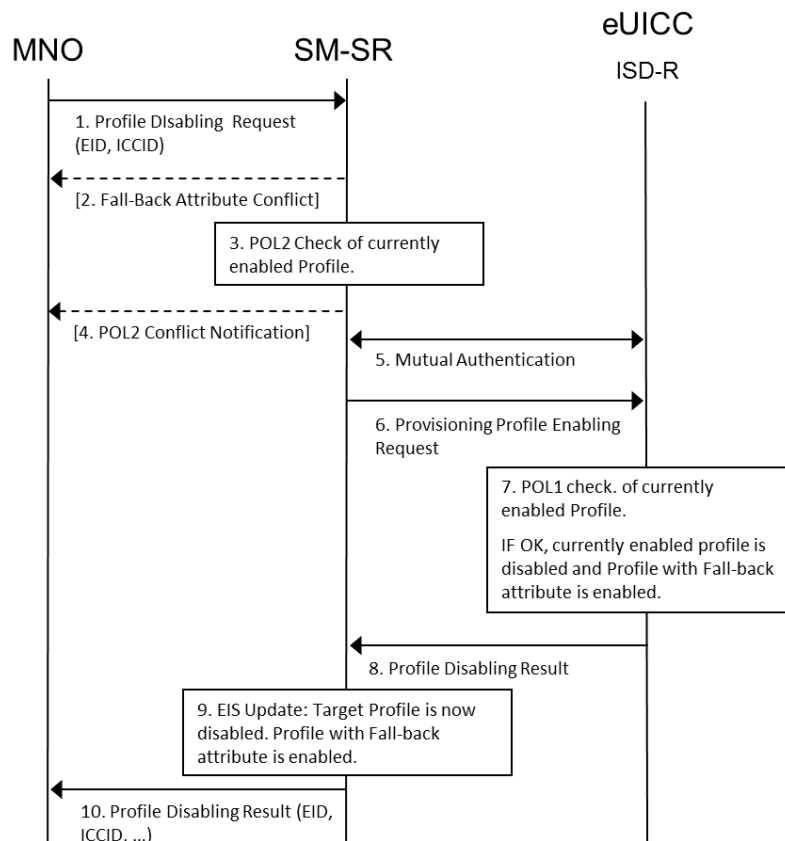 MNO
SM-SR
eUICC
ISD-R
1. Profile DIsabling Request
(EID, ICCID)
[2. Fall-Back Attribute Conflict]
3. POL2 Check of currently
enabled Profile.
[4. POL2 Conflict Notification]
5. Mutual Authentication
6. Provisioning Profile Enabling
Request
7. POL1 check. of currently
enabled Profile.
IF OK, currently enabled profile is
disabled and Profile with Fall-back
attribute is enabled.
8. Profile Disabling Result
9. EIS Update: Target Profile is now
disabled. Profile with Fall-back
attribute is enabled.
10. Profile Disabling Result (EID,
ICCID, ...)